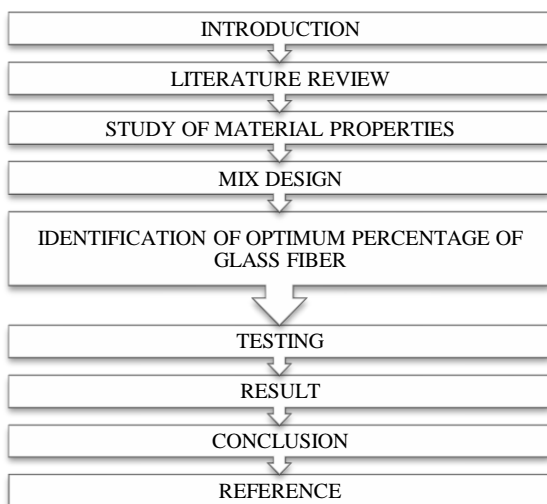 INTRODUCTION
LITERATURE REVIEW
STUDY OF MATERIAL PROPERTIES
MIX DESIGN
IDENTIFICATION OF OPTIMUM PERCENTAGE OF
GLASS FIBER
TESTING
RESULT
CONCLUSION
REFERENCE